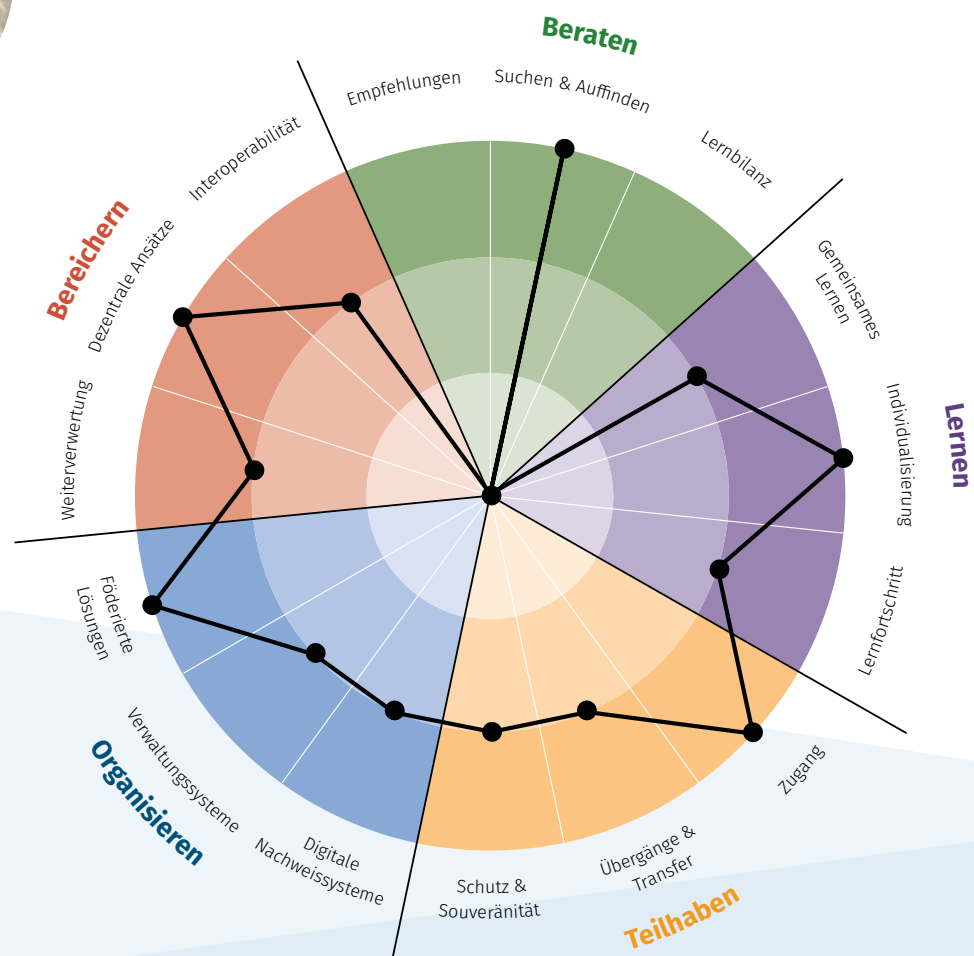 Beraten
Empfehlungen
Suchen & Auffinden
Lernbilanz
Lernen
Gemeinsames
Lernen
Individualisierung
Lernfortschritt
Teilhaben
Zugang
Übergänge &
Transfer
Schutz &
Souveränität
Organisieren
Digitale
Nachweissysteme
Verwaltungssysteme
Föderierte
Lösungen
Bereichern
Weiterverwertung
Dezentrale Ansätze
Interoperabilität